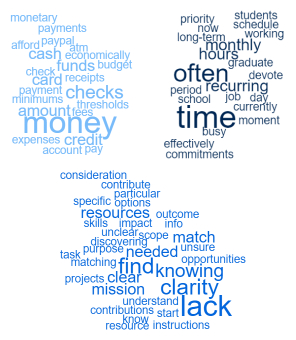 monetary
payments
afford paypal atm
cash economically
check funds budget
card receipts
payment checks
minimums thresholds
amount fees
money
expenses credit
account pay
priority students
now schedule
long-term working
monthly
hours
graduate
often devote
period recurring
school job day
currently
time moment
busy
effectively
commitments
consideration
contribute
particular
specific options
resources outcome
skills impact info
unclear scope match
discovering
purpose needed unsure
task opportunities
matching find knowing
projects clear
mission clarity
understand
contributions start lack
know
resource instructions